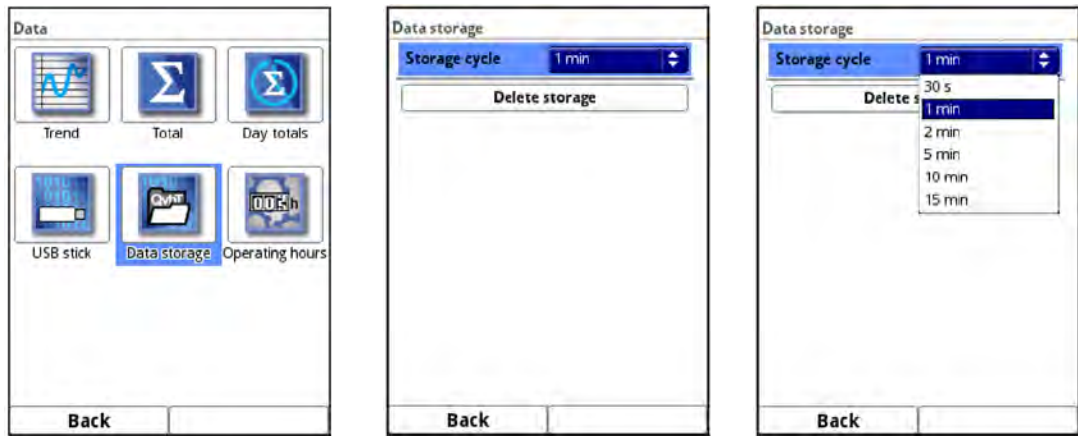 Data
Trend
Total
Day totals
USB stick
Data storage
Operating hours
Back
Data storage
Storage cycle
1 min
Delete storage
Back
Data storage
Storage cycle
1 min
Delete s
30 s
1 min
2 min
5 min
10 min
15 min
Back